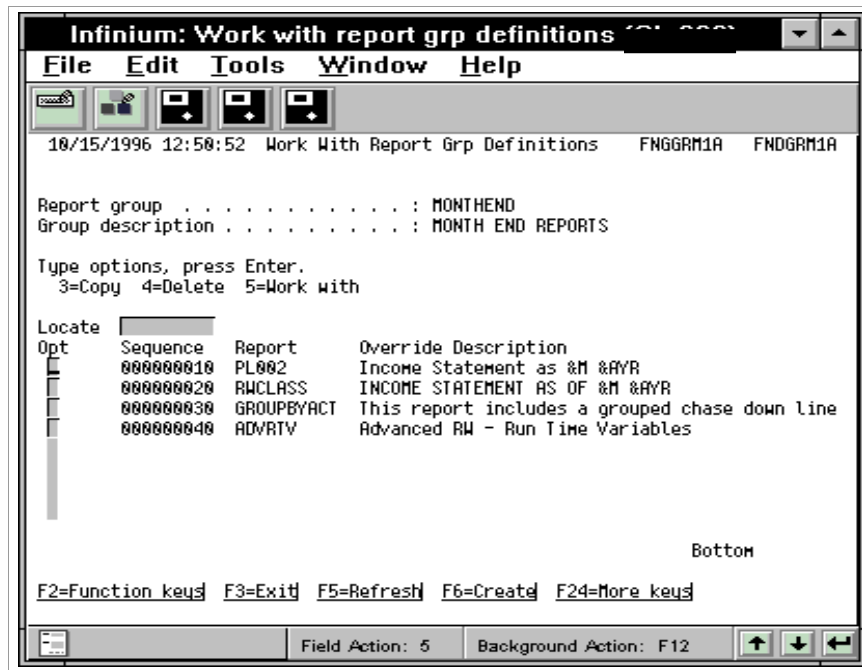 Infinium: Work with report grp definitions
File Edit Tools Window Help
10/15/1996 12:50:52 Work With Report Grp Definitions FNGGRM1A FNDGRM1A
Report group . . . . . . . . . . . . : MONTHEND
Group description . . . . . . . . . : MONTH END REPORTS
Type options, press Enter.
3=Copy 4=Delete 5=Work with
Locate
Opt Sequence Report Override Description
000000010 PL002 Income Statement as &M &AYR
000000020 RWCLASS INCOME STATEMENT AS OF &M &AYR
000000030 GROUPBYACT This report includes a grouped chase down line
000000040 ADVRTV Advanced RW - Run Time Variables
Bottom
F2=Function keys F3=Exit F5=Refresh F6=Create F24=More keys
Field Action: 5 Background Action: F12